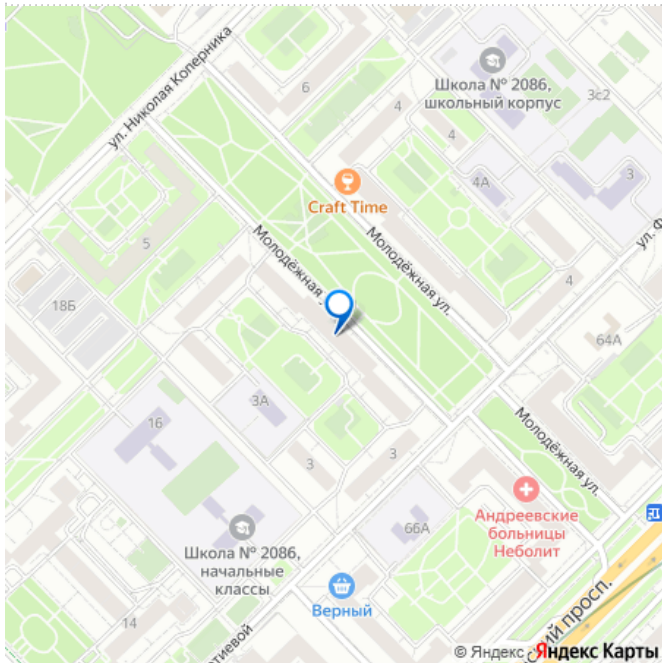 ул. Николая Коперника
6
Школа № 2086,
школьный корпус
3с2
4
4
4А
3
Craft Time
ул. Ф
5
Молодёжная у
Молодёжная ул.
4
18Б
64А
3А
16
3
3
Молодёжная ул.
66А
Андреевские
больницы
Неболит
Школа № 2086,
начальные
классы
Верный
14
тиевой
ский просп.
© Яндекс Яндекс Карты